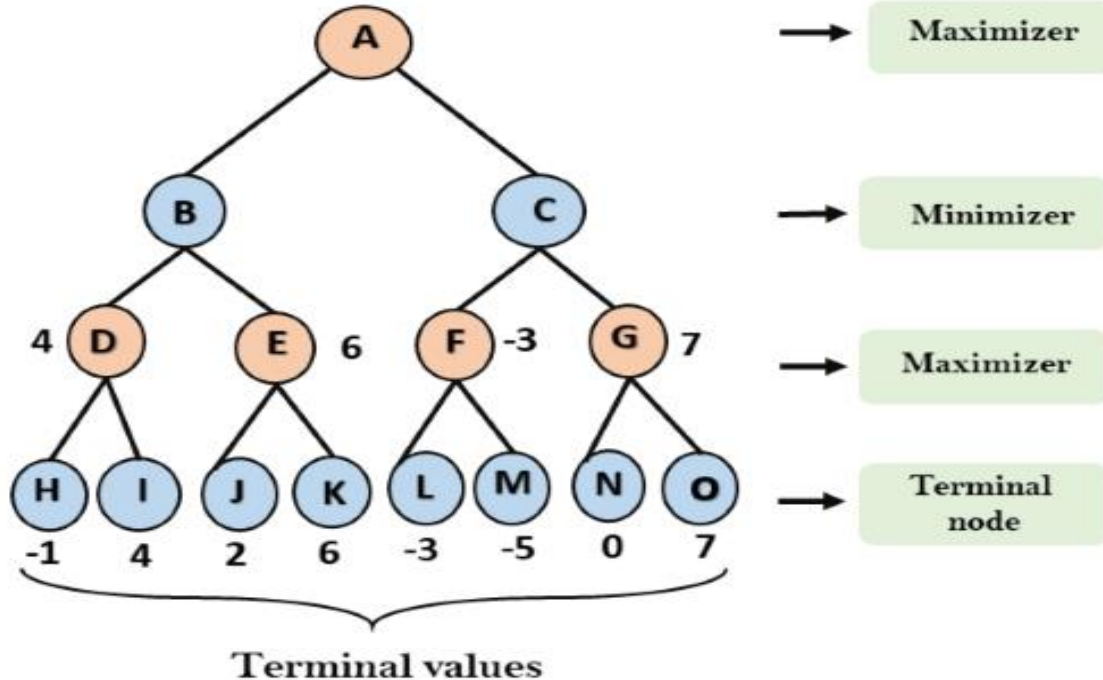 A
Maximizer
B
C
Minimizer
4
D
E
6
F
-3
G
7
Maximizer
H
I
J
K
L
M
N
O
Terminal
node
-1
4
2
6
-3
-5
0
7
Terminal values